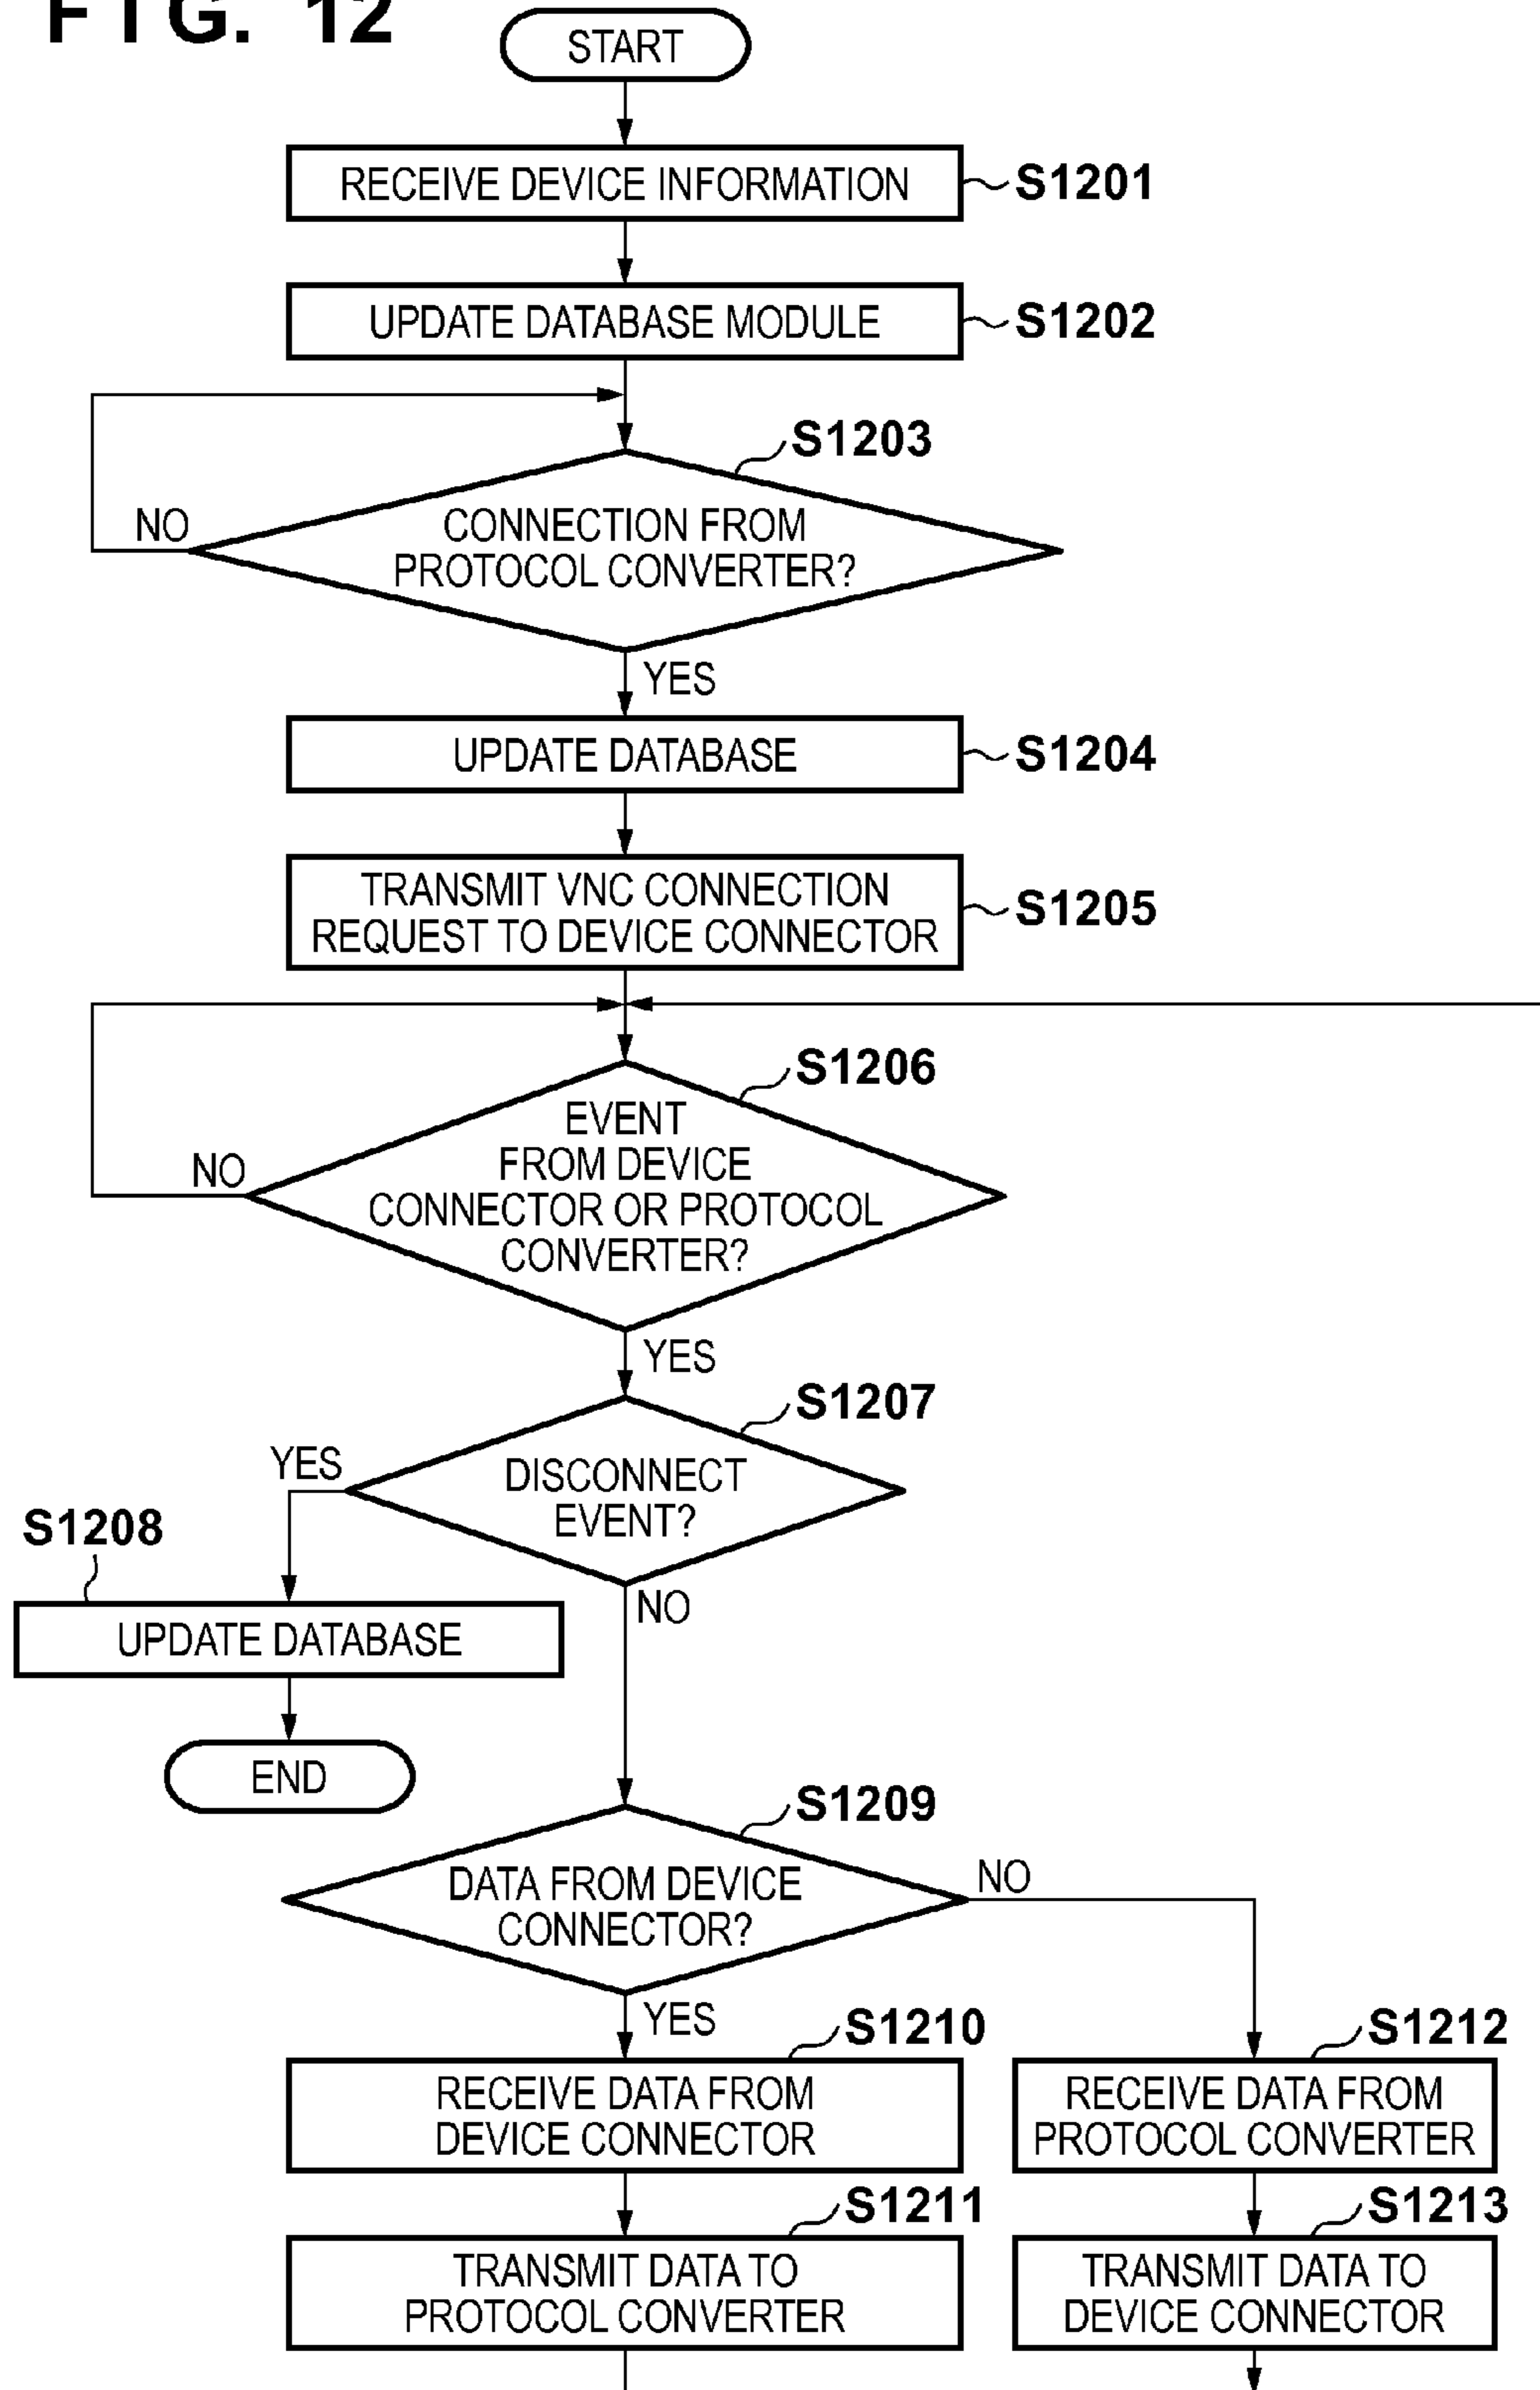 FIG. 12
START
RECEIVE DEVICE INFORMATION
S1201
UPDATE DATABASE MODULE
S1202
S1203
CONNECTION FROM
PROTOCOL CONVERTER?
NO
YES
UPDATE DATABASE
S1204
TRANSMIT VNC CONNECTION
REQUEST TO DEVICE CONNECTOR
S1205
S1206
EVENT
FROM DEVICE
CONNECTOR OR PROTOCOL
CONVERTER?
NO
YES
S1207
DISCONNECT
EVENT?
YES
NO
S1208
UPDATE DATABASE
END
S1209
DATA FROM DEVICE
CONNECTOR?
NO
YES
S1210
RECEIVE DATA FROM
DEVICE CONNECTOR
S1212
RECEIVE DATA FROM
PROTOCOL CONVERTER
S1211
TRANSMIT DATA TO
PROTOCOL CONVERTER
S1213
TRANSMIT DATA TO
DEVICE CONNECTOR